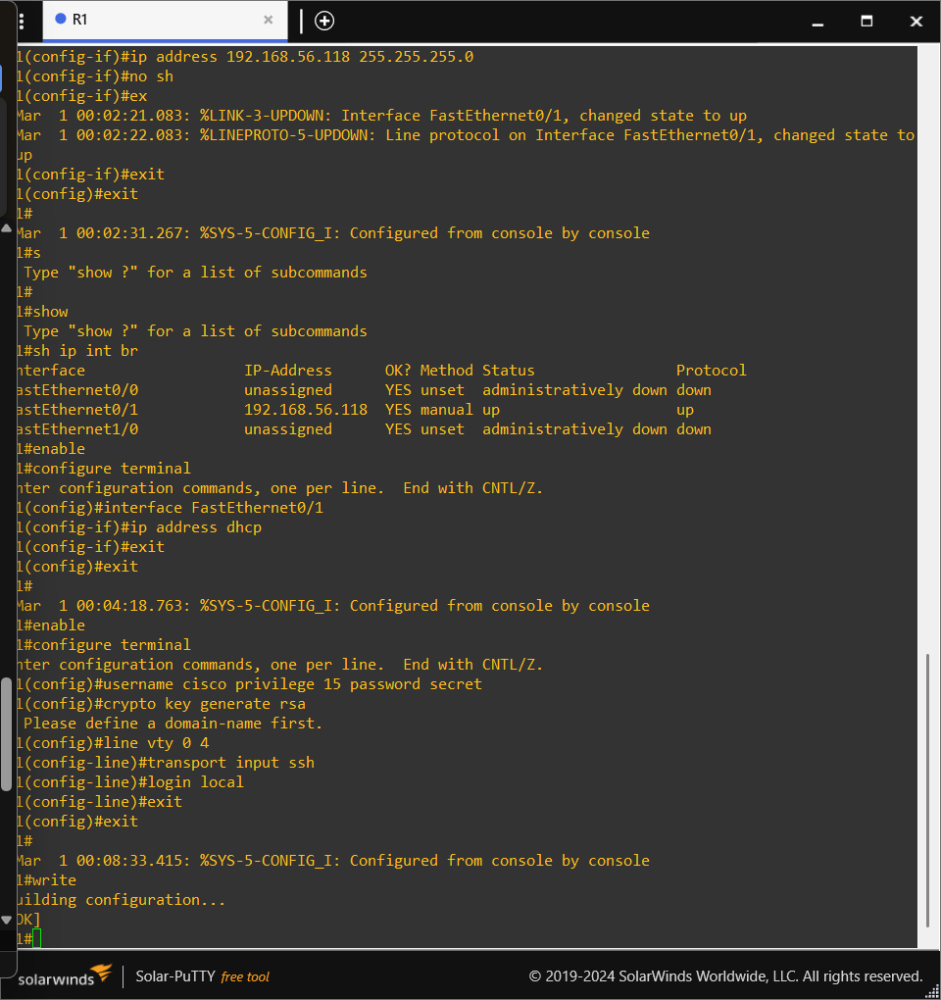 R1
1(config-if)#ip address 192.168.56.118 255.255.255.0
1(config-if)#no sh
1(config-if)#ex
Mar  1 00:02:21.083: %LINK-3-UPDOWN: Interface FastEthernet0/1, changed state to up
Mar  1 00:02:22.083: %LINEPROTO-5-UPDOWN: Line protocol on Interface FastEthernet0/1, changed state to
up
1(config-if)#exit
1(config)#exit
1#
Mar  1 00:02:31.267: %SYS-5-CONFIG_I: Configured from console by console
1#s
Type "show ?" for a list of subcommands
1#
1#show
Type "show ?" for a list of subcommands
1#sh ip int br
nterface                  IP-Address      OK? Method Status                Protocol
astEthernet0/0            unassigned      YES unset  administratively down down
astEthernet0/1            192.168.56.118  YES manual up                    up
astEthernet1/0            unassigned      YES unset  administratively down down
1#enable
1#configure terminal
nter configuration commands, one per line.  End with CNTL/Z.
1(config)#interface FastEthernet0/1
1(config-if)#ip address dhcp
1(config-if)#exit
1(config)#exit
1#
Mar  1 00:04:18.763: %SYS-5-CONFIG_I: Configured from console by console
1#enable
1#configure terminal
nter configuration commands, one per line.  End with CNTL/Z.
1(config)#username cisco privilege 15 password secret
1(config)#crypto key generate rsa
Please define a domain-name first.
1(config)#line vty 0 4
1(config-line)#transport input ssh
1(config-line)#login local
1(config-line)#exit
1(config)#exit
1#
Mar  1 00:08:33.415: %SYS-5-CONFIG_I: Configured from console by console
1#write
uilding configuration...
OK]
1#
solarwinds Solar-PuTTY free tool © 2019-2024 SolarWinds Worldwide, LLC. All rights reserved.